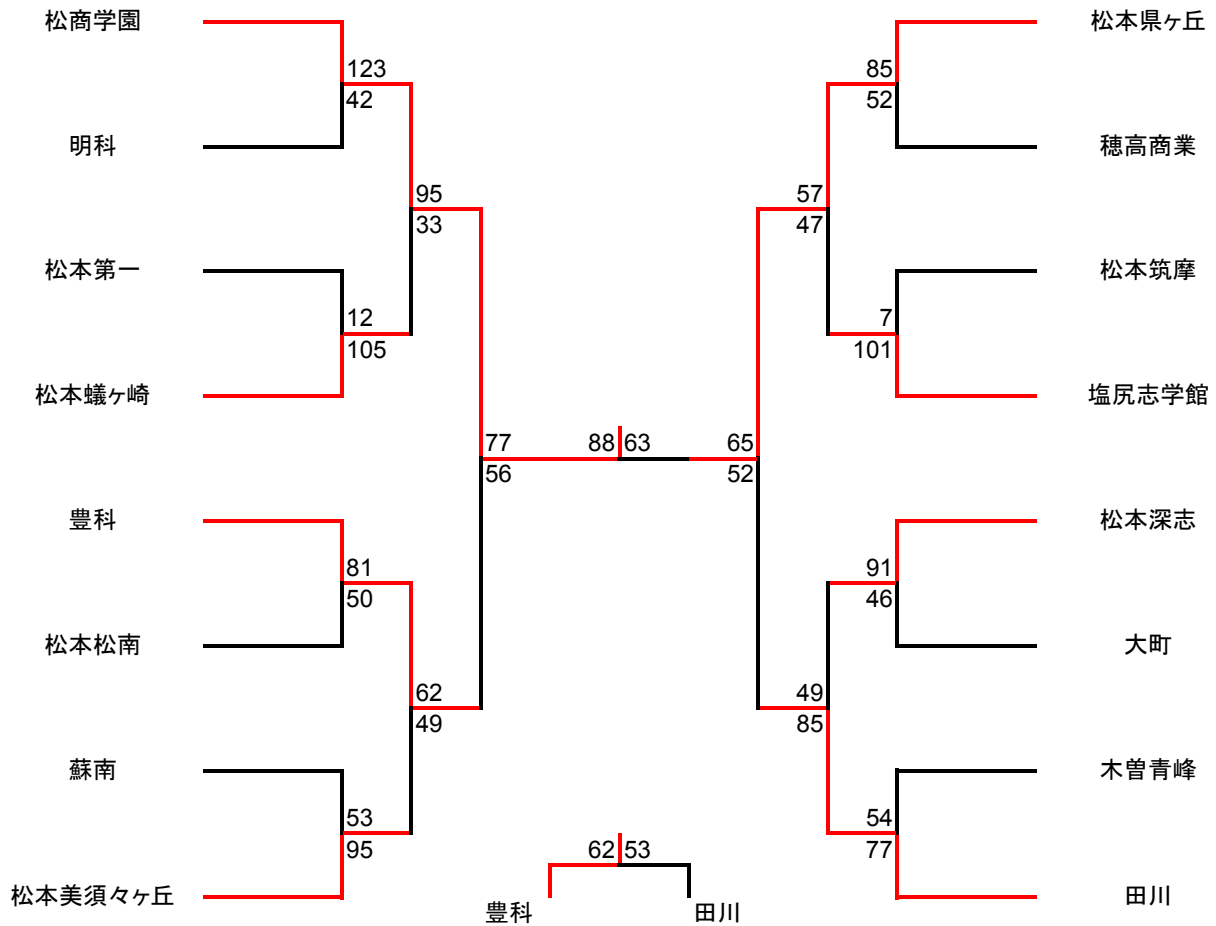 松商学園
松本県ヶ丘
123
85
42
52
明科
穂高商業
95
57
33
47
松本第一
松本筑摩
12
7
105
101
松本蟻ヶ崎
塩尻志学館
77
88 63
65
56
52
豊科
松本深志
81
91
50
46
松本松南
大町
62
49
49
85
蘇南
木曽青峰
53
54
95
77
62 53
松本美須々ヶ丘
豊科
田川
田川